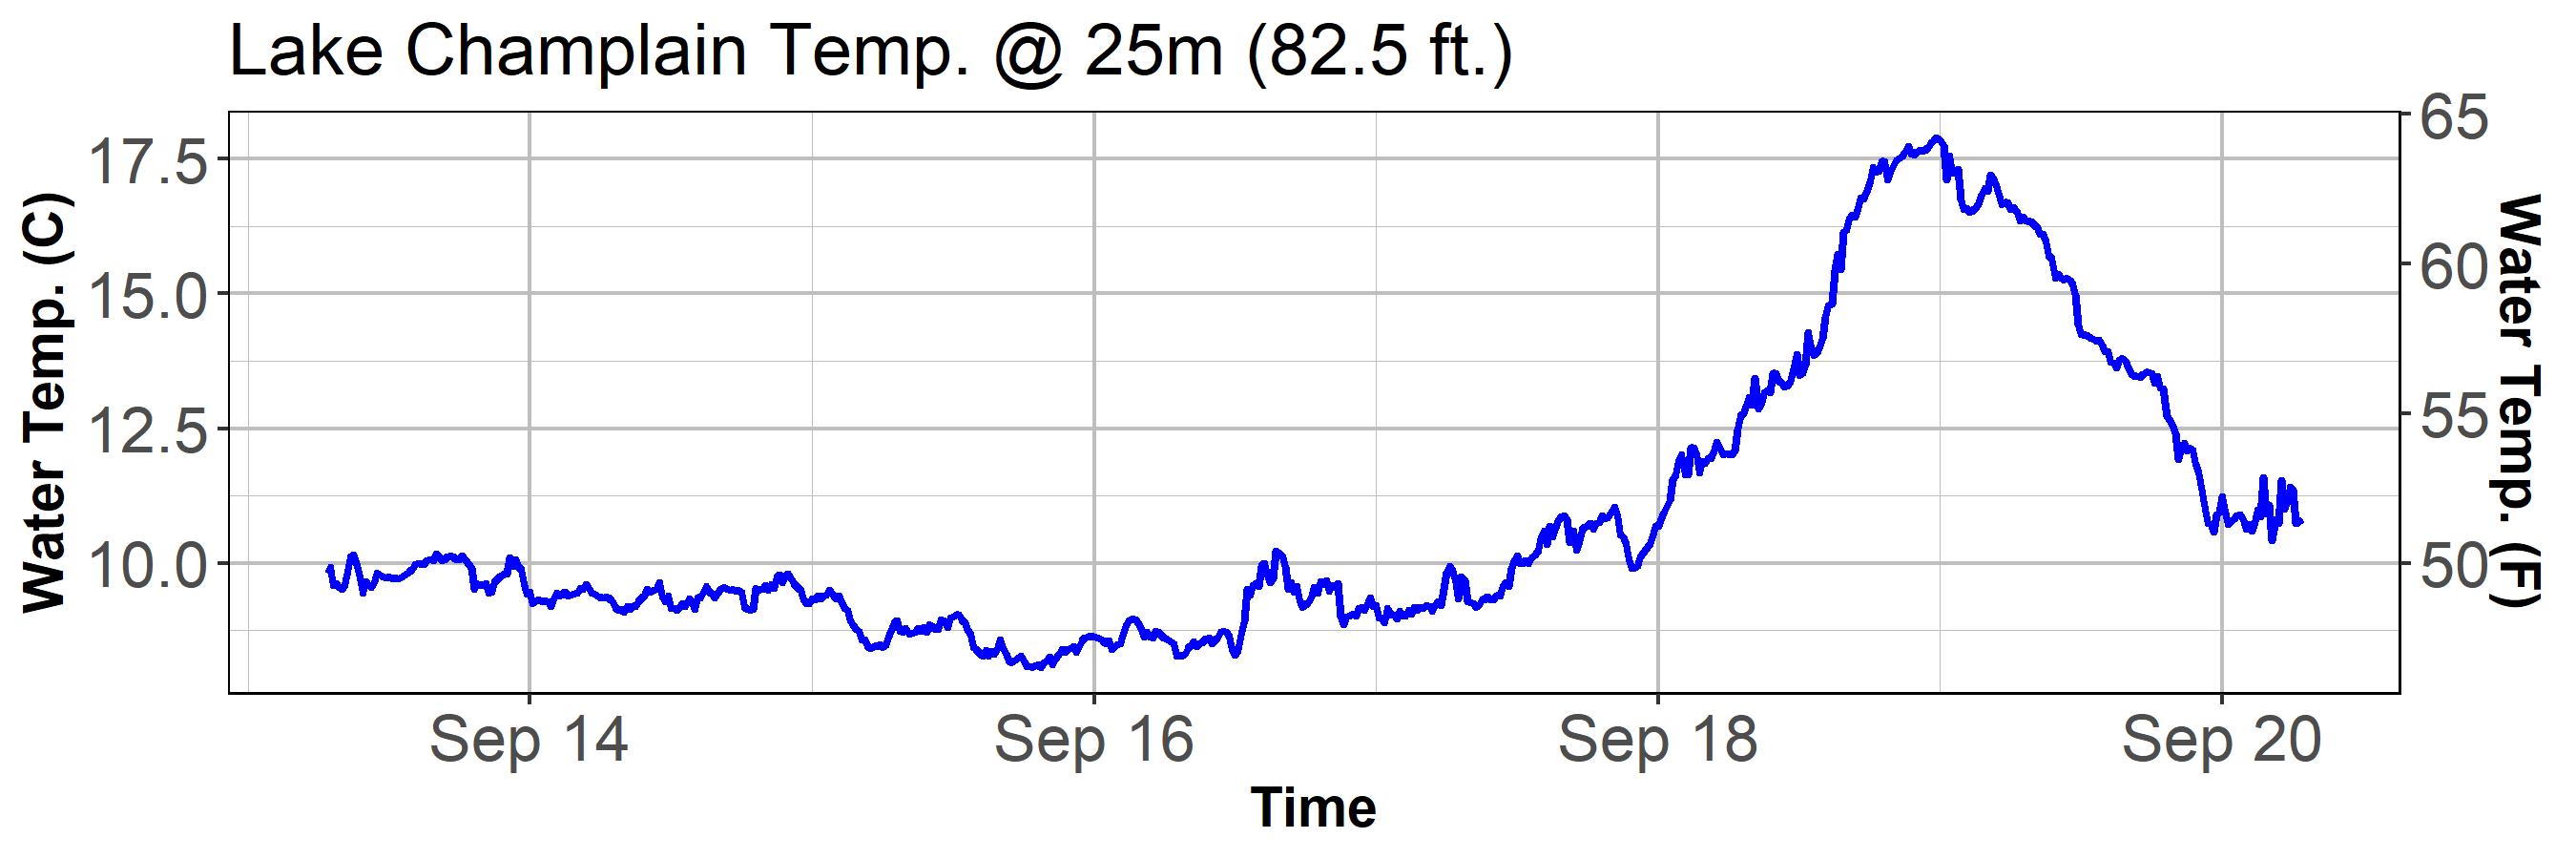 Lake Champlain Temp. @ 25m (82.5 ft.)
Water Temp. (C)
17.5
15.0
12.5
10.0
65
60
55
50
Water Temp. (F)
Sep 14 Sep 16 Sep 18 Sep 20
Time